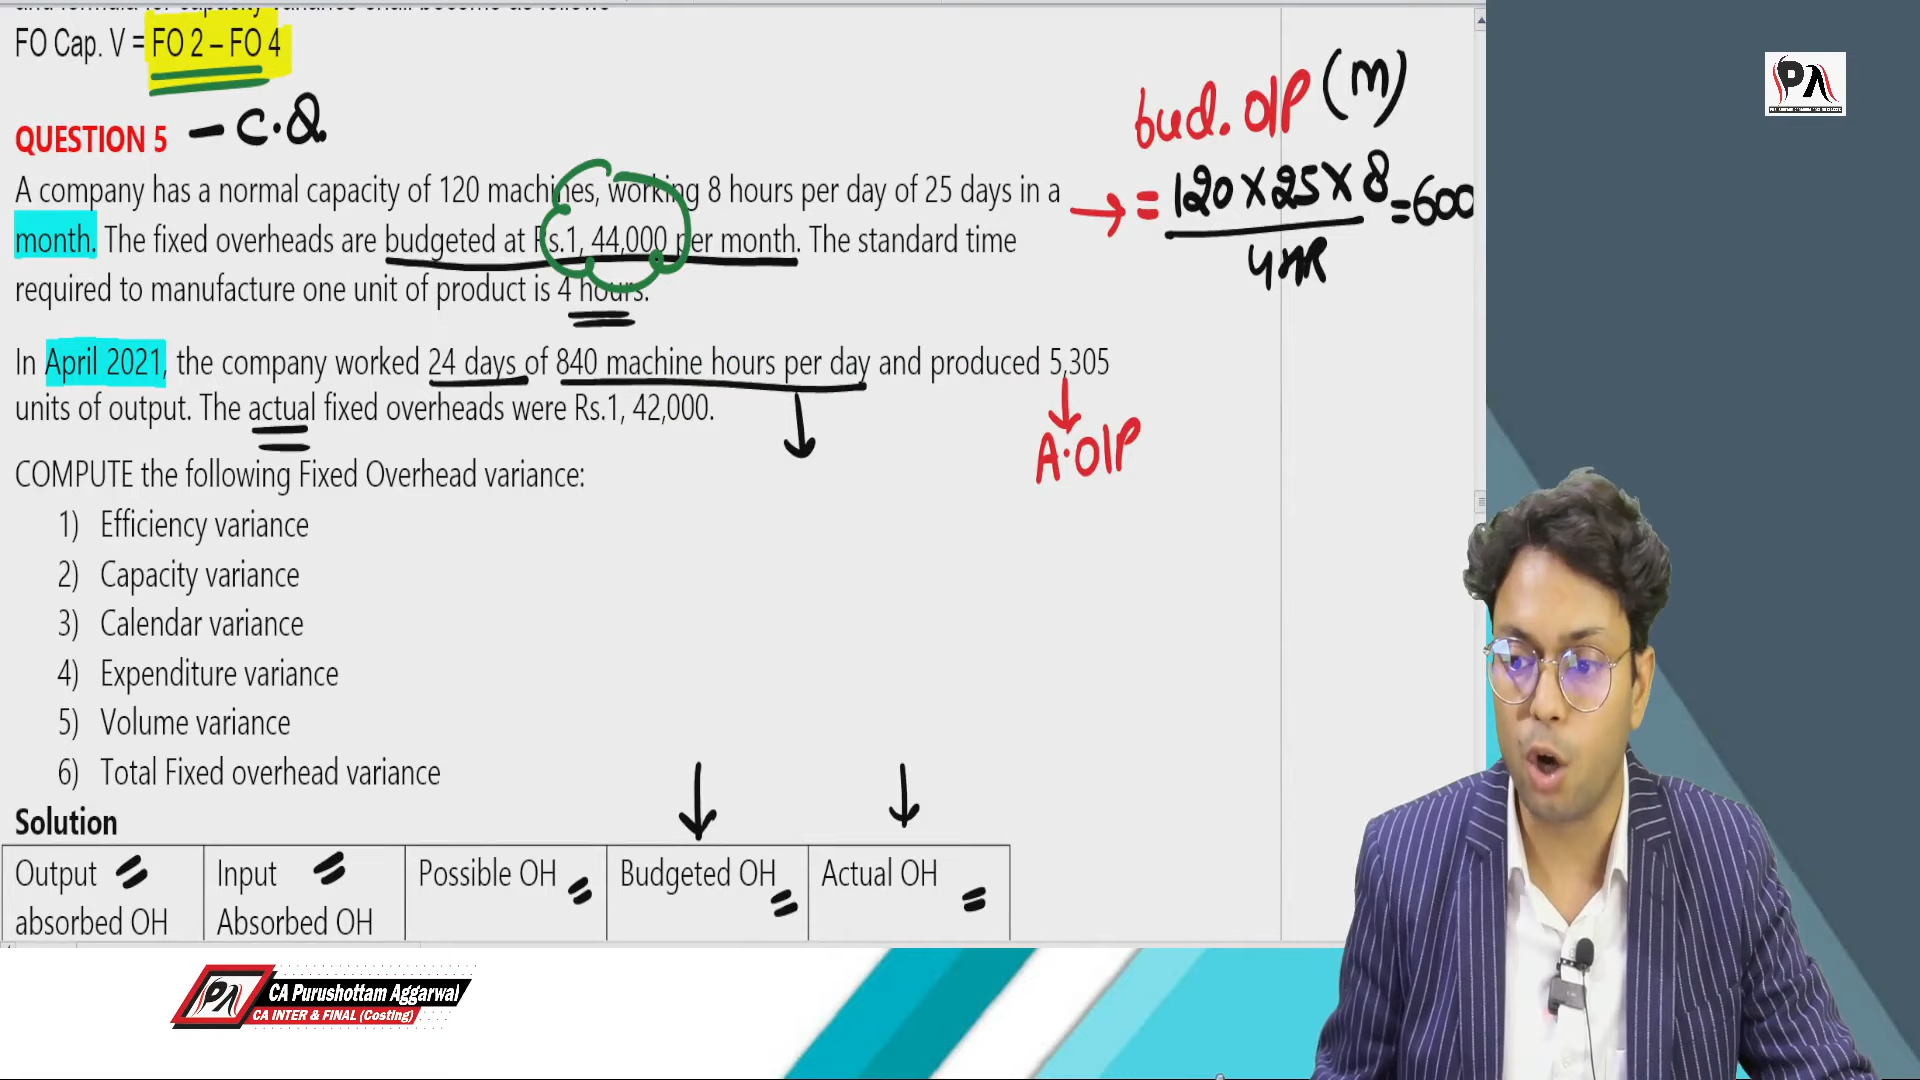 FO Cap. V = FO 2 – FO 4
QUESTION 5 – C.Q.
A company has a normal capacity of 120 machines, working 8 hours per day of 25 days in a
month. The fixed overheads are budgeted at Rs.1, 44,000 per month. The standard time
required to manufacture one unit of product is 4 hours.
In April 2021, the company worked 24 days of 840 machine hours per day and produced 5,305
units of output. The actual fixed overheads were Rs.1, 42,000.
COMPUTE the following Fixed Overhead variance:
1) Efficiency variance
2) Capacity variance
3) Calendar variance
4) Expenditure variance
5) Volume variance
6) Total Fixed overhead variance
Solution
Output absorbed OH
Input Absorbed OH
Possible OH
Budgeted OH
Actual OH
bud. O/P (M)
→ = 120 x 25 x 8 = 600
4 HR
A. O/P
PA
PA
CA Purushottam Aggarwal
CA INTER & FINAL (Costing)